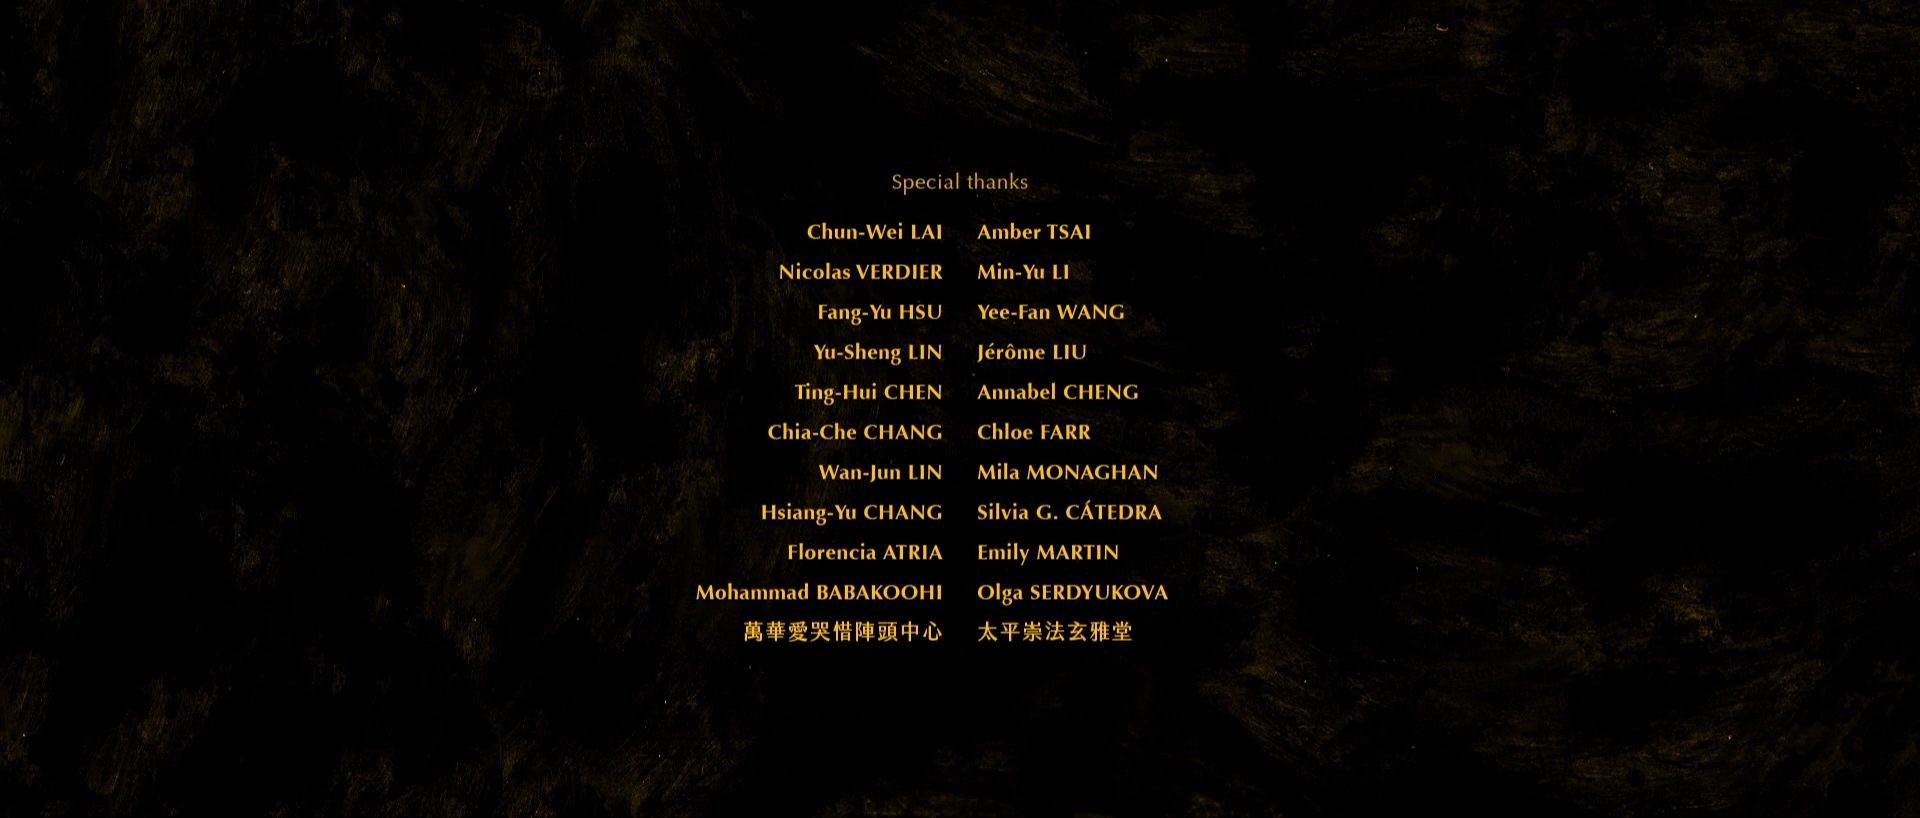 Special thanks
Chun-Wei LAI Amber TSAI
Nicolas VERDIER Min-Yu LI
Fang-Yu HSU Yee-Fan WANG
Yu-Sheng LIN Jérôme LIU
Ting-Hui CHEN Annabel CHENG
Chia-Che CHANG Chloe FARR
Wan-Jun LIN Mila MONAGHAN
Hsiang-Yu CHANG Silvia G. CÁTEDRA
Florencia ATRIA Emily MARTIN
Mohammad BABAKOOHI Olga SERDYUKOVA
萬華愛哭惜陣頭中心 太平崇法玄雅堂